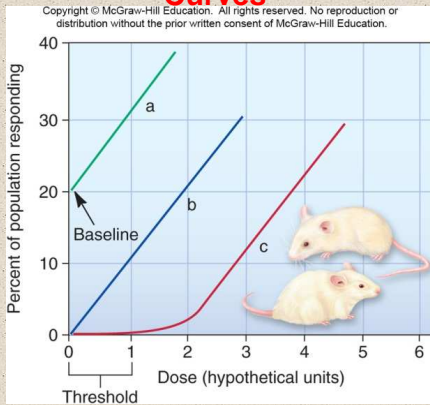 Curves
Copyright © McGraw-Hill Education. All rights reserved. No reproduction or
distribution without the prior written consent of McGraw-Hill Education.
Percent of population responding
40
30
20
10
0
a
Baseline
b
c
0 1 2 3 4 5 6
Dose (hypothetical units)
Threshold